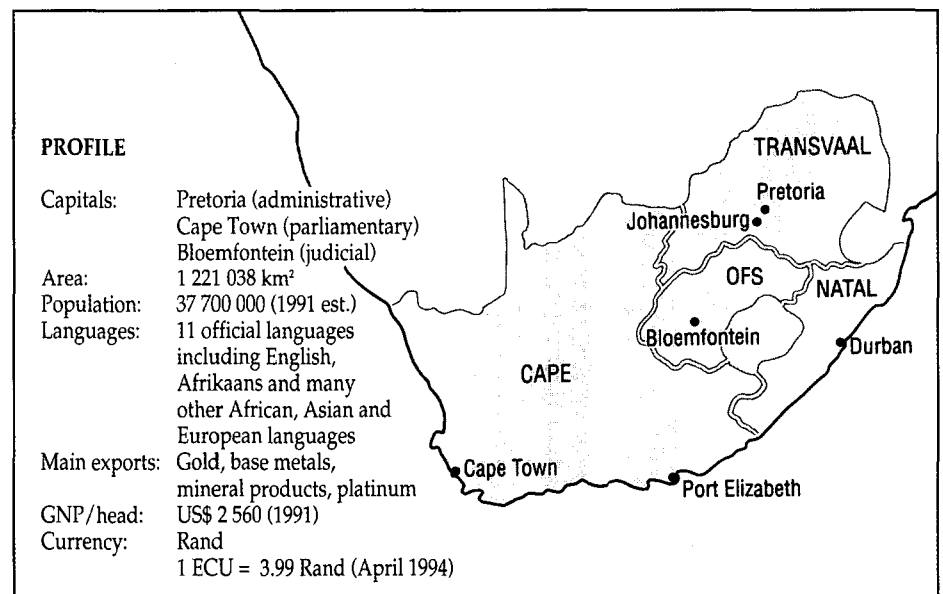 PROFILE
Capitals: Pretoria (administrative)
Cape Town (parliamentary)
Bloemfontein (judicial)
Area: 1 221 038 km²
Population: 37 700 000 (1991 est.)
Languages: 11 official languages
including English,
Afrikaans and many
other African, Asian and
European languages
Main exports: Gold, base metals,
mineral products, platinum
GNP/head: US$ 2 560 (1991)
Currency: Rand
1 ECU = 3.99 Rand (April 1994)
TRANSVAAL
Pretoria
Johannesburg
OFS
NATAL
Bloemfontein
Durban
CAPE
Cape Town
Port Elizabeth